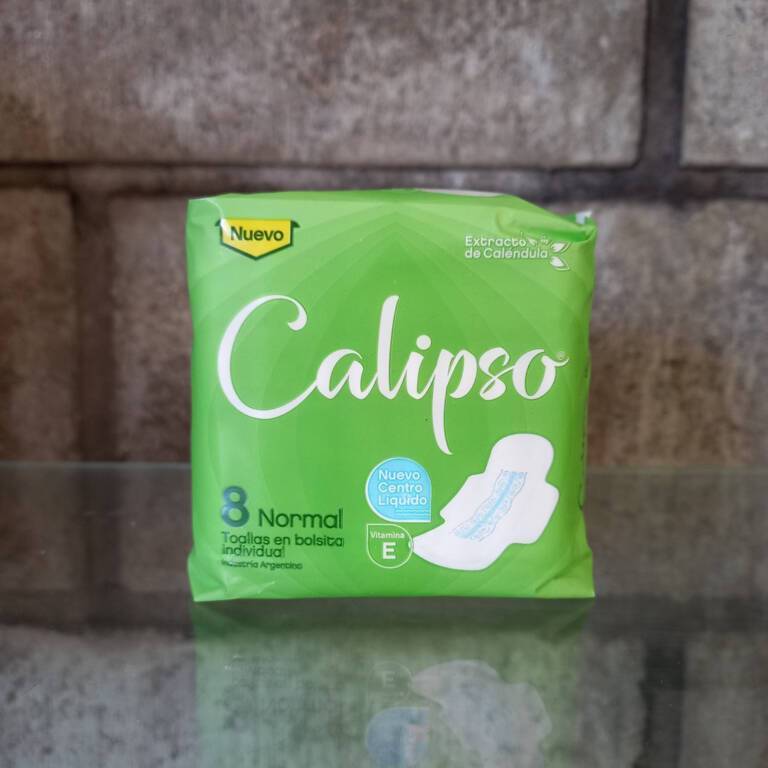 Nuevo
Extracto
de Caléndula
Calipso
Nuevo
Centro
Líquido
8 Normal
Toallas en bolsita
individual
Industria Argentina
Vitamina
E